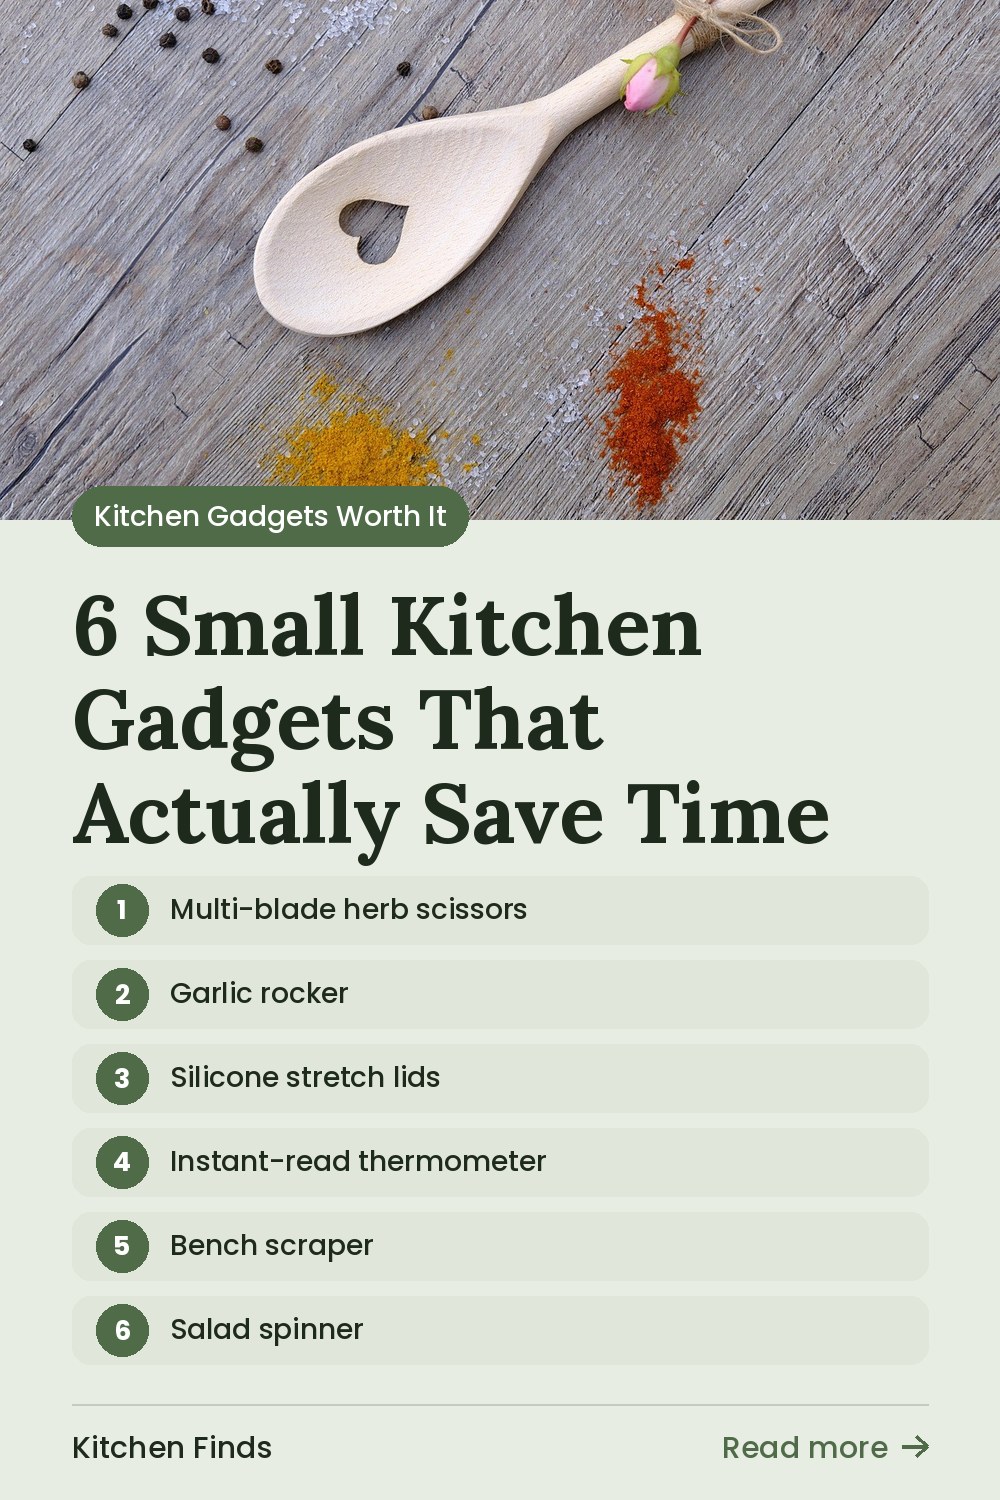 Kitchen Gadgets Worth It
6 Small Kitchen
Gadgets That
Actually Save Time
1 Multi-blade herb scissors
2 Garlic rocker
3 Silicone stretch lids
4 Instant-read thermometer
5 Bench scraper
6 Salad spinner
Kitchen Finds
Read more →